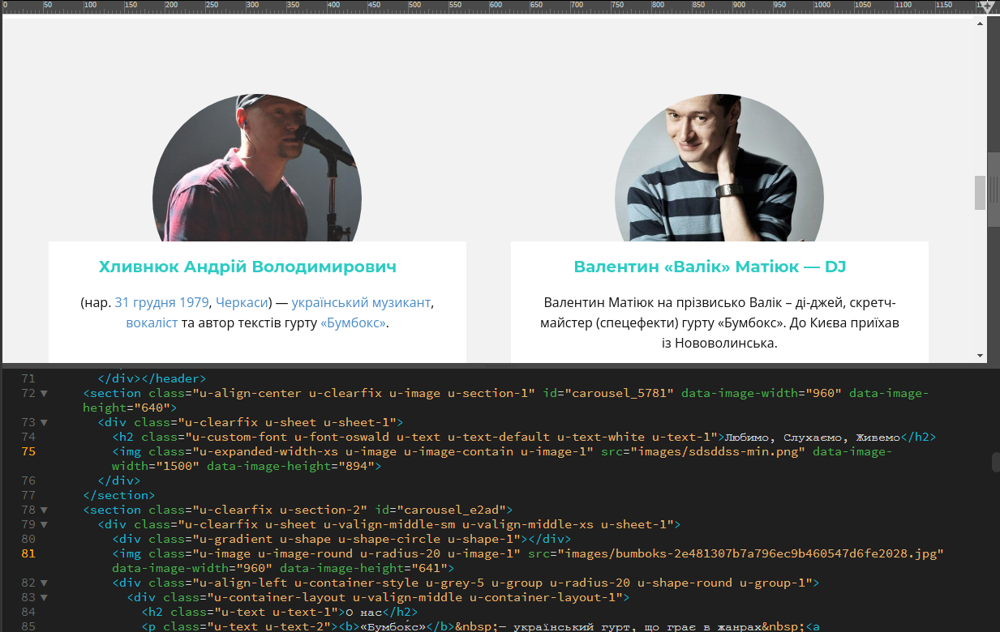 0 50 100 150 200 250 300 350 400 450 500 550 600 650 700 750 800 850 900 950 1000 1050 1100 1150
Хливнюк Андрій Володимирович
(нар. 31 грудня 1979, Черкаси) — український музикант,
вокаліст та автор текстів гурту «Бумбокс».
Валентин «Валік» Матіюк — DJ
Валентин Матіюк на прізвисько Валік – ді-джей, скретч-
майстер (спецефекти) гурту «Бумбокс». До Києва приїхав
із Нововолинська.
71 </div></header>
72 <section class="u-align-center u-clearfix u-image u-section-1" id="carousel_5781" data-image-width="960" data-image-
height="640">
73 <div class="u-clearfix u-sheet u-sheet-1">
74 <h2 class="u-custom-font u-font-oswald u-text u-text-default u-text-white u-text-1">Любимо, Слухаємо, Живемо</h2>
75 <img class="u-expanded-width-xs u-image u-image-contain u-image-1" src="images/sdsddss-min.png" data-image-
width="1500" data-image-height="894">
76 </div>
77 </section>
78 <section class="u-clearfix u-section-2" id="carousel_e2ad">
79 <div class="u-clearfix u-sheet u-valign-middle-sm u-valign-middle-xs u-sheet-1">
80 <div class="u-gradient u-shape u-shape-circle u-shape-1"></div>
81 <img class="u-image u-image-round u-radius-20 u-image-1" src="images/bumboks-2e481307b7a796ec9b460547d6fe2028.jpg"
data-image-width="960" data-image-height="641">
82 <div class="u-align-left u-container-style u-grey-5 u-group u-radius-20 u-shape-round u-group-1">
83 <div class="u-container-layout u-valign-middle u-container-layout-1">
84 <h2 class="u-text u-text-1">О нас</h2>
85 <p class="u-text u-text-2"><b>«Бумбокс»</b>&nbsp;— український гурт, що грає в жанрах&nbsp;<a